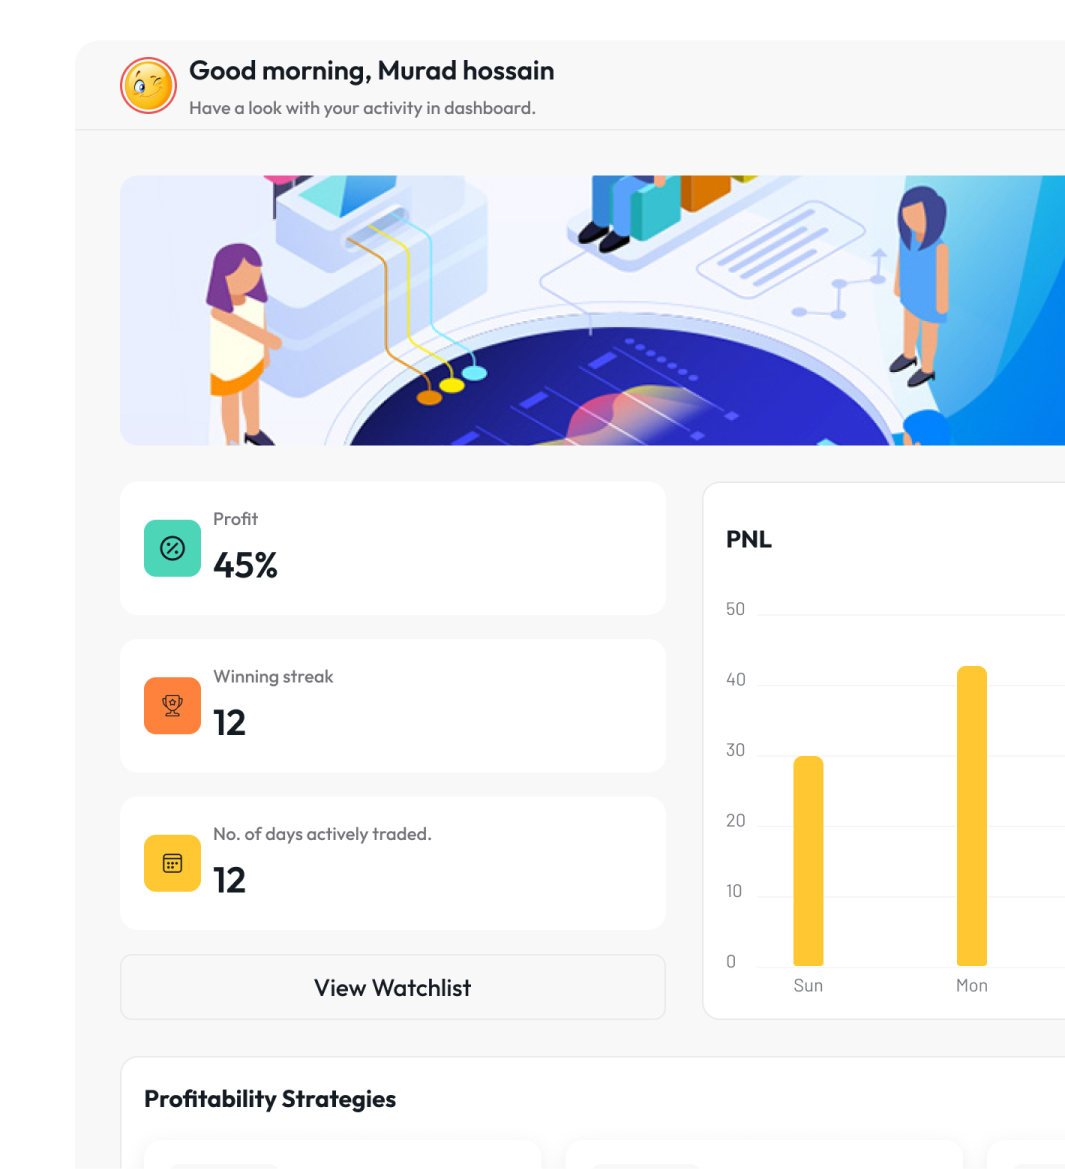 Good morning, Murad hossain
Have a look with your activity in dashboard.
Profit
45%
Winning streak
12
No. of days actively traded.
12
View Watchlist
PNL
50
40
30
20
10
0
Sun
Mon
Profitability Strategies